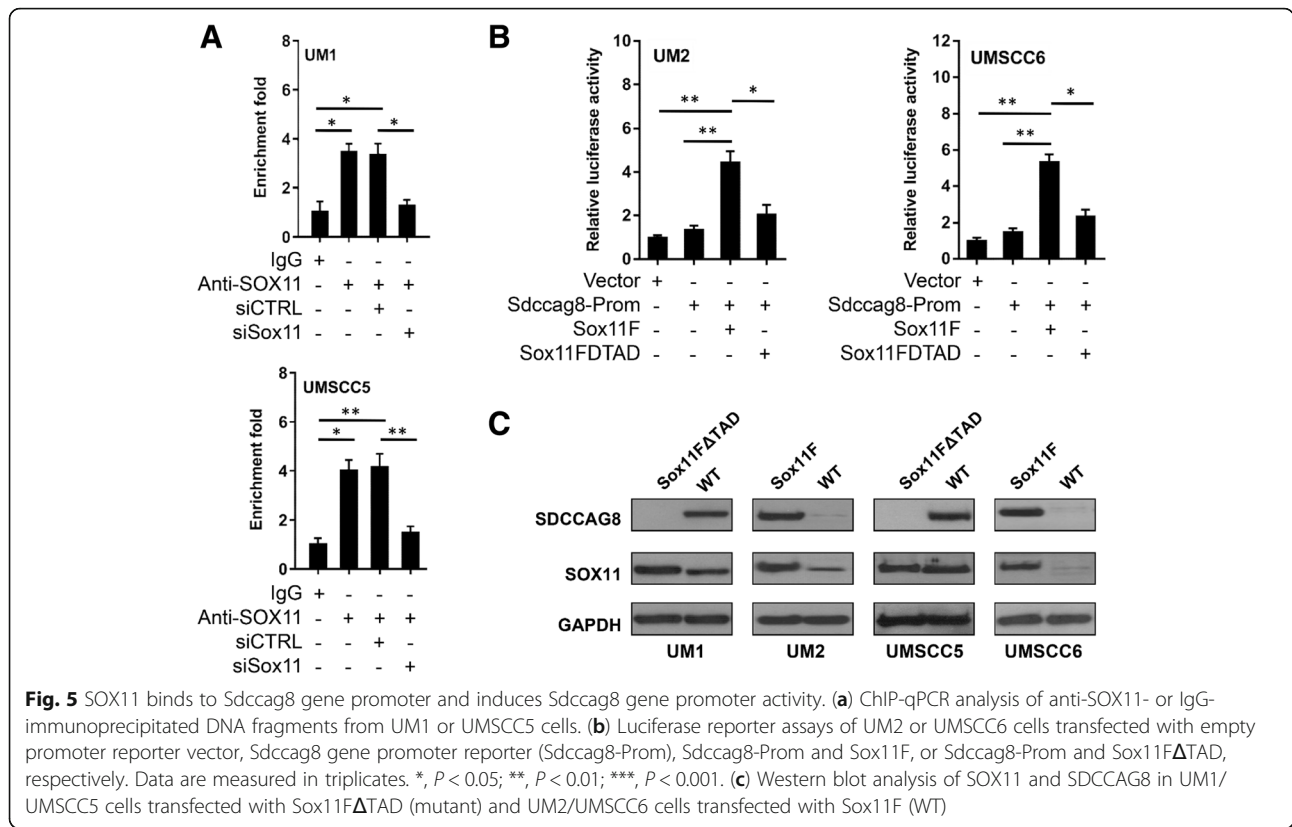 A
UM1
Enrichment fold
8
6
4
2
0
* * * *
IgG + - - -
Anti-SOX11 - + + +
siCTRL - - + -
siSox11 - - - +
UMSCC5
Enrichment fold
8
6
4
2
0
** * **
IgG + - - -
Anti-SOX11 - + + +
siCTRL - - + -
siSox11 - - - +
B
UM2
Relative luciferase activity
10
8
6
4
2
0
** ** *
Vector + - - -
Sdccag8-Prom - + + +
Sox11F - - + -
Sox11FDTAD - - - +
UMSCC6
Relative luciferase activity
12
10
8
6
4
2
0
** ** *
Vector + - - -
Sdccag8-Prom - + + +
Sox11F - - + -
Sox11FDTAD - - - +
C
Sox11FΔTAD WT Sox11F WT Sox11FΔTAD WT Sox11F WT
SDCCAG8
SOX11
GAPDH
UM1 UM2 UMSCC5 UMSCC6
Fig. 5 SOX11 binds to Sdccag8 gene promoter and induces Sdccag8 gene promoter activity. (a) ChIP-qPCR analysis of anti-SOX11- or IgG-
immunoprecipitated DNA fragments from UM1 or UMSCC5 cells. (b) Luciferase reporter assays of UM2 or UMSCC6 cells transfected with empty
promoter reporter vector, Sdccag8 gene promoter reporter (Sdccag8-Prom), Sdccag8-Prom and Sox11F, or Sdccag8-Prom and Sox11FΔTAD,
respectively. Data are measured in triplicates. *, P < 0.05; **, P < 0.01; ***, P < 0.001. (c) Western blot analysis of SOX11 and SDCCAG8 in UM1/
UMSCC5 cells transfected with Sox11FΔTAD (mutant) and UM2/UMSCC6 cells transfected with Sox11F (WT)